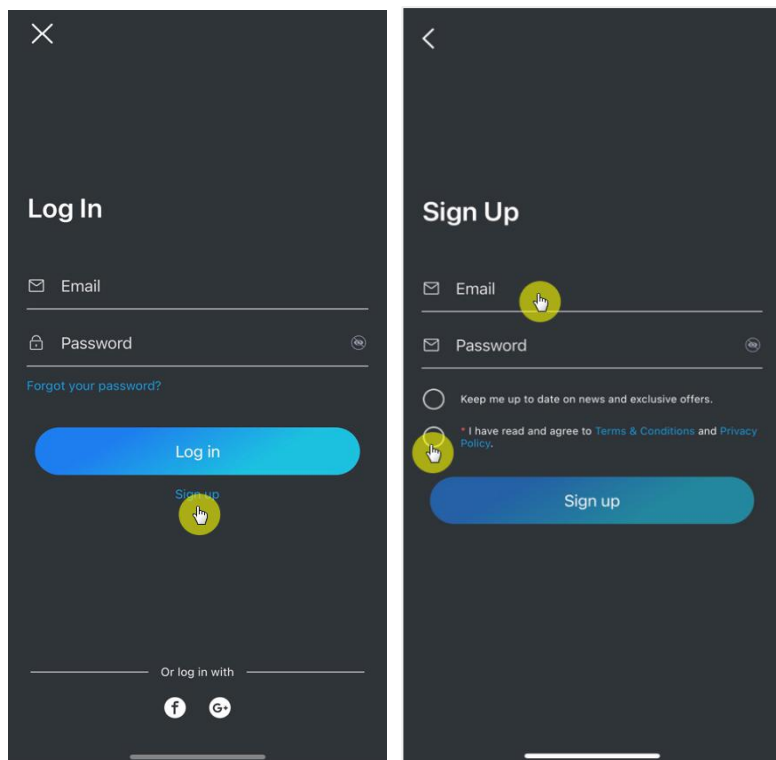 Log In
Email
Password
Forgot your password?
Log in
Sign up
Or log in with
f
G+
Sign Up
Email
Password
Keep me up to date on news and exclusive offers.
* I have read and agree to Terms & Conditions and Privacy
Policy.
Sign up